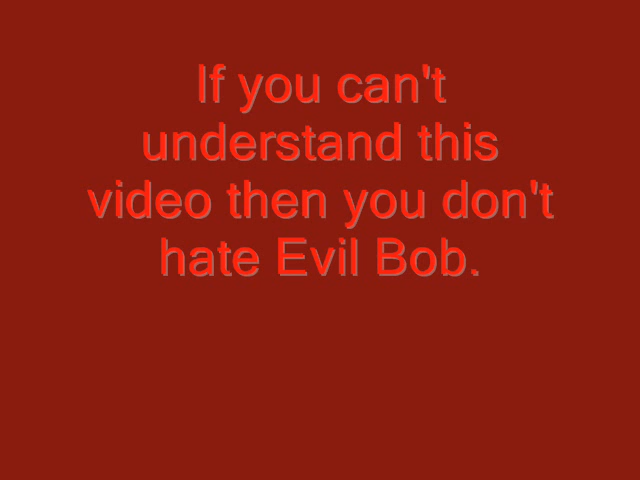 If you can't
understand this
video then you don't
hate Evil Bob.